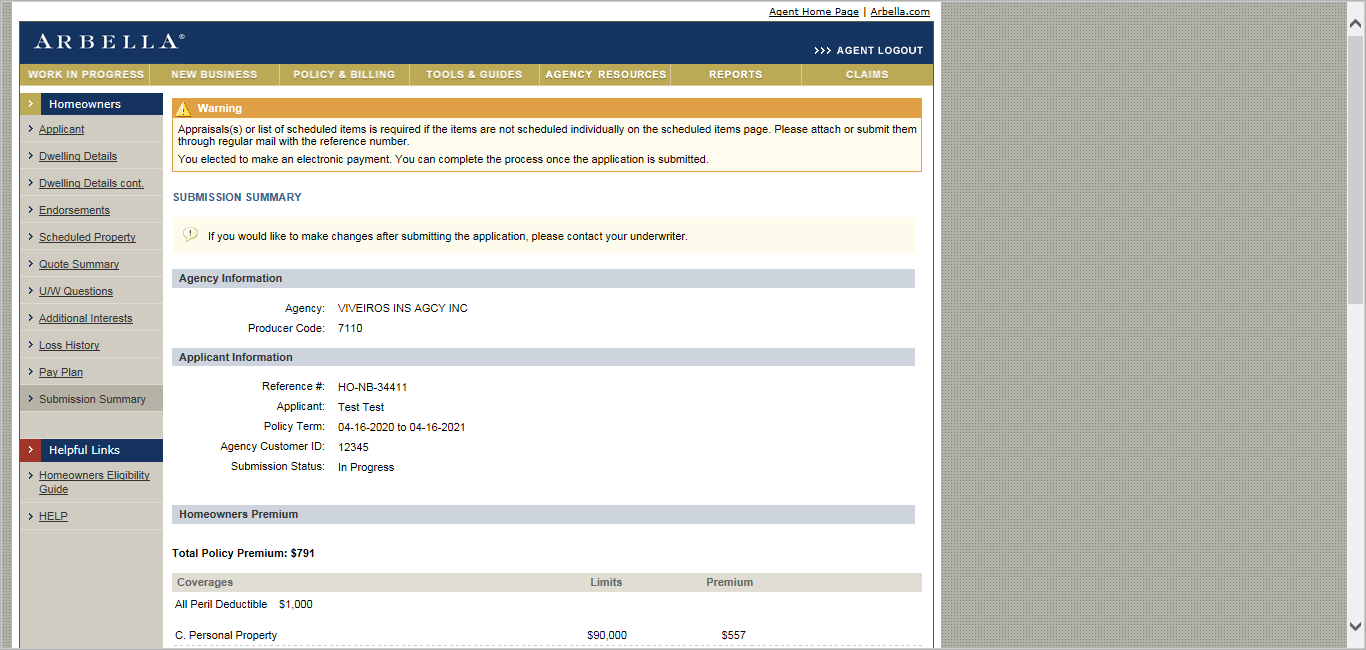 Agent Home Page | Arbella.com
ARBELLA®
>>> AGENT LOGOUT
WORK IN PROGRESS NEW BUSINESS POLICY & BILLING TOOLS & GUIDES AGENCY RESOURCES REPORTS CLAIMS
Homeowners
Applicant
Dwelling Details
Dwelling Details cont.
Endorsements
Scheduled Property
Quote Summary
U/W Questions
Additional Interests
Loss History
Pay Plan
Submission Summary
Helpful Links
Homeowners Eligibility
Guide
HELP
Warning
Appraisals(s) or list of scheduled items is required if the items are not scheduled individually on the scheduled items page. Please attach or submit them
through regular mail with the reference number.
You elected to make an electronic payment. You can complete the process once the application is submitted.
SUBMISSION SUMMARY
If you would like to make changes after submitting the application, please contact your underwriter.
Agency Information
Agency: VIVEIROS INS AGCY INC
Producer Code: 7110
Applicant Information
Reference #: HO-NB-34411
Applicant: Test Test
Policy Term: 04-16-2020 to 04-16-2021
Agency Customer ID: 12345
Submission Status: In Progress
Homeowners Premium
Total Policy Premium: $791
Coverages Limits Premium
All Peril Deductible $1,000
C. Personal Property $90,000 $557